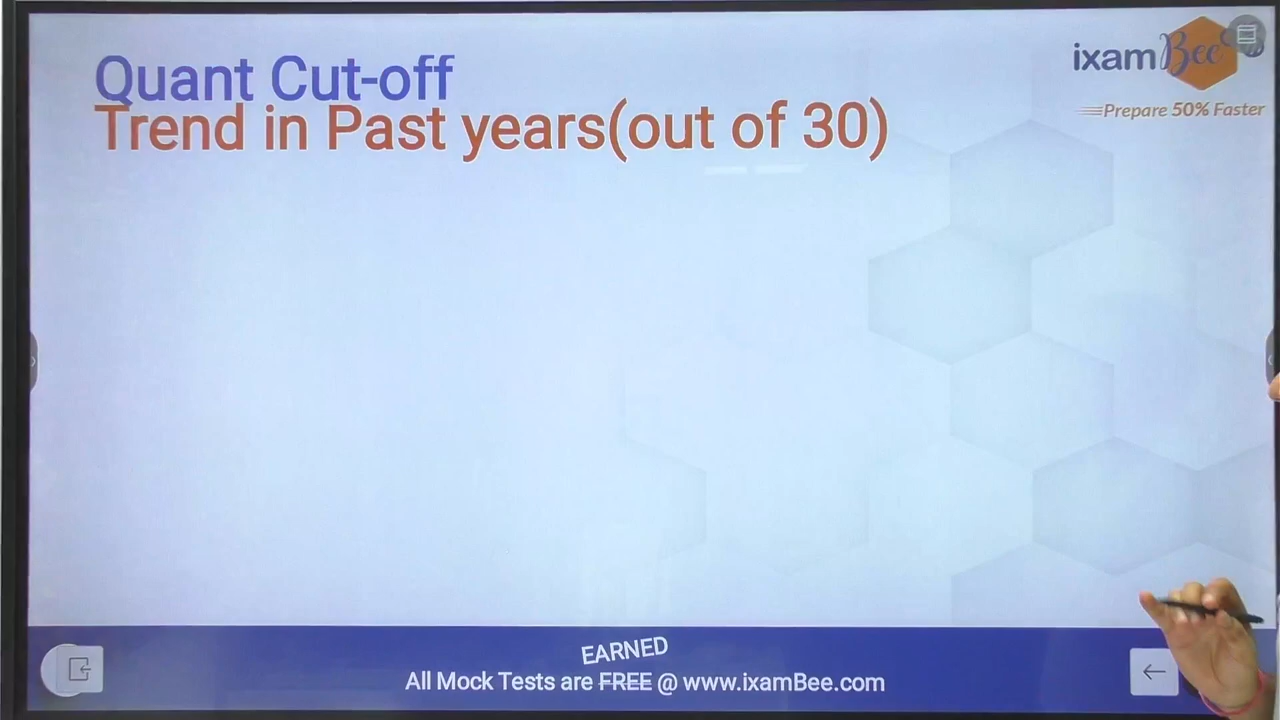 Quant Cut-off
Trend in Past years(out of 30)
ixamBee
Prepare 50% Faster
EARNED
All Mock Tests are FREE @ www.ixamBee.com